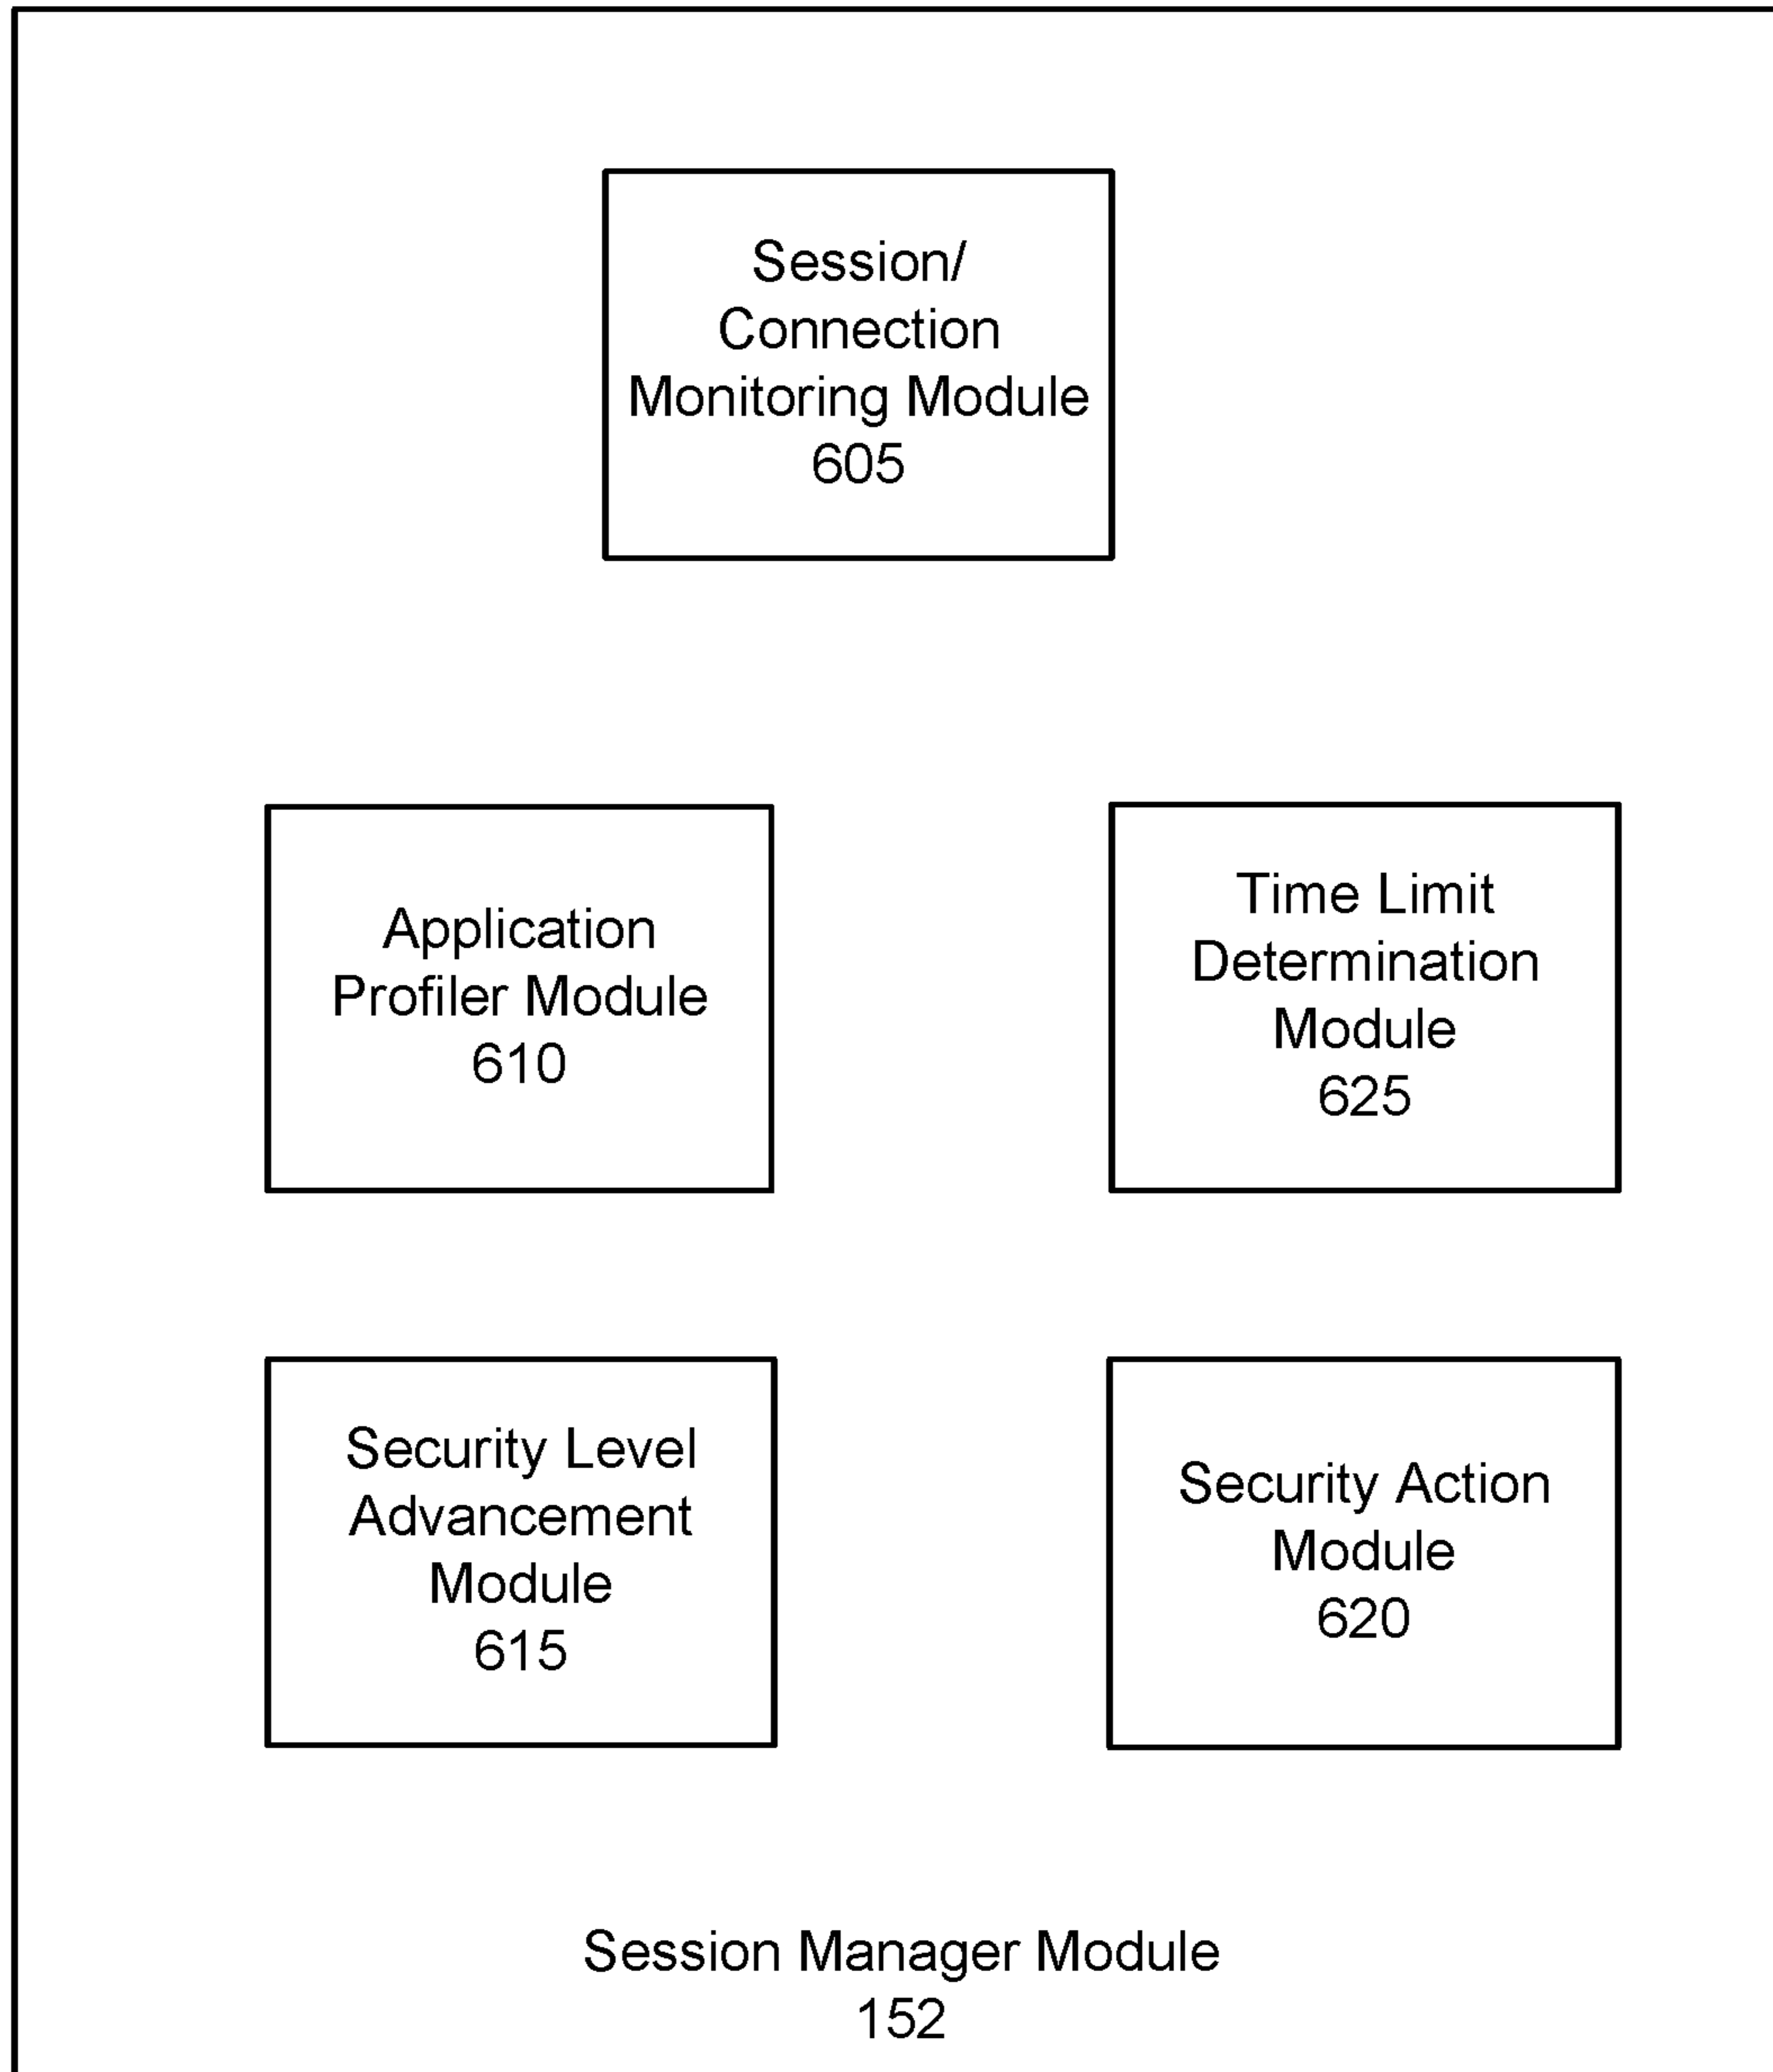 Session/
Connection
Monitoring Module
605
Application
Profiler Module
610
Time Limit
Determination
Module
625
Security Level
Advancement
Module
615
Security Action
Module
620
Session Manager Module
152